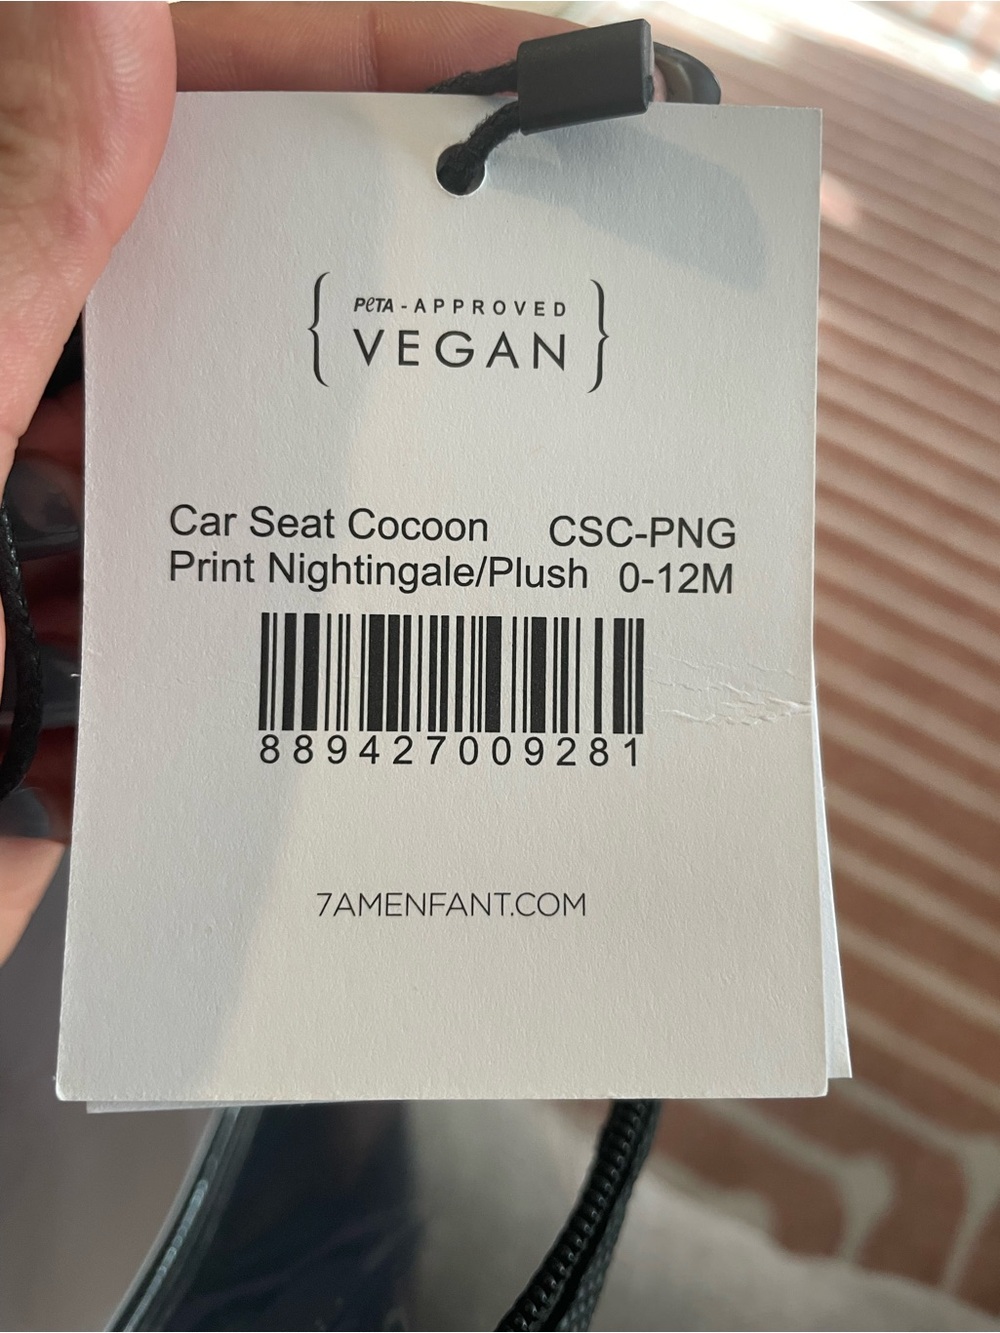 PETA-APPROVED
VEGAN
Car Seat Cocoon CSC-PNG
Print Nightingale/Plush 0-12M
889427009281
7AMENFANT.COM